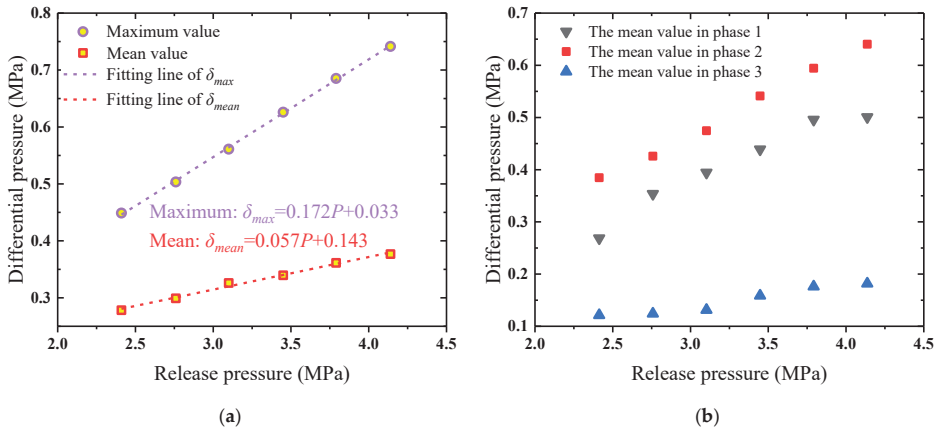 Maximum value
Mean value
Fitting line of δmax
Fitting line of δmean
Maximum: δmax=0.172P+0.033
Mean: δmean=0.057P+0.143
0.8
0.7
0.6
0.5
0.4
0.3
2.0 2.5 3.0 3.5 4.0 4.5
Differential pressure (MPa)
Release pressure (MPa)
(a)
The mean value in phase 1
The mean value in phase 2
The mean value in phase 3
0.7
0.6
0.5
0.4
0.3
0.2
0.1
2.0 2.5 3.0 3.5 4.0 4.5
Differential pressure (MPa)
Release pressure (MPa)
(b)